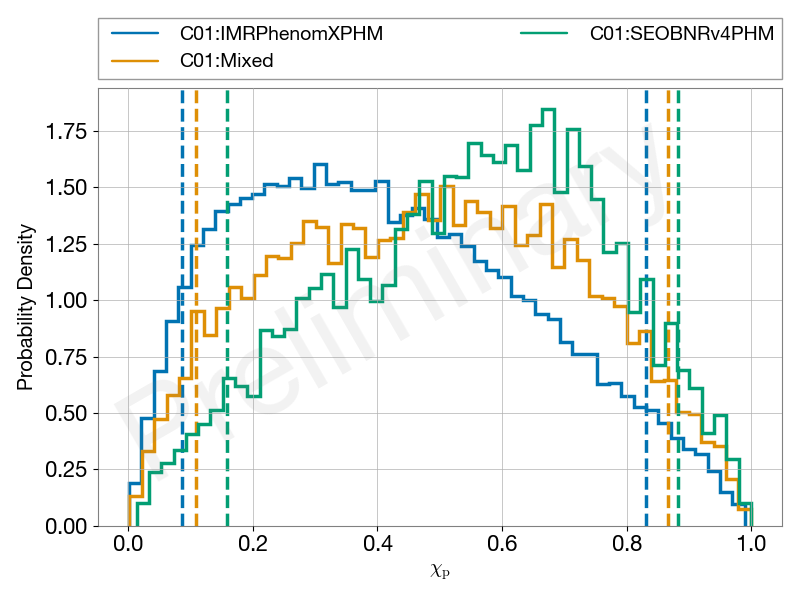 C01:IMRPhenomXPHM
C01:Mixed
C01:SEOBNRv4PHM
Preliminary
Probability Density
1.75
1.50
1.25
1.00
0.75
0.50
0.25
0.00
0.0 0.2 0.4 0.6 0.8 1.0
χp